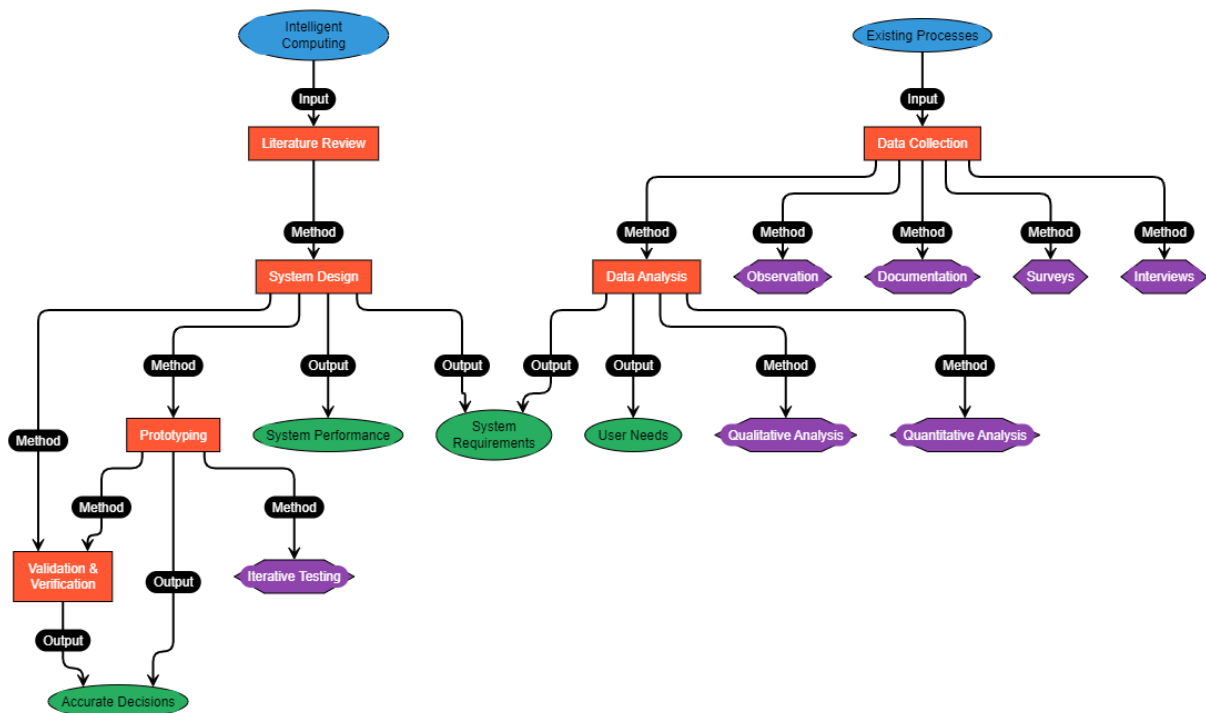 Intelligent
Computing
Existing Processes
Input
Input
Literature Review
Data Collection
Method
Method
Method
Method
Method
Method
System Design
Data Analysis
Observation
Documentation
Surveys
Interviews
Method
Output
Output
Output
Output
Method
Method
Method
Prototyping
System Performance
System
Requirements
User Needs
Qualitative Analysis
Quantitative Analysis
Method
Method
Validation &
Verification
Output
Iterative Testing
Output
Accurate Decisions